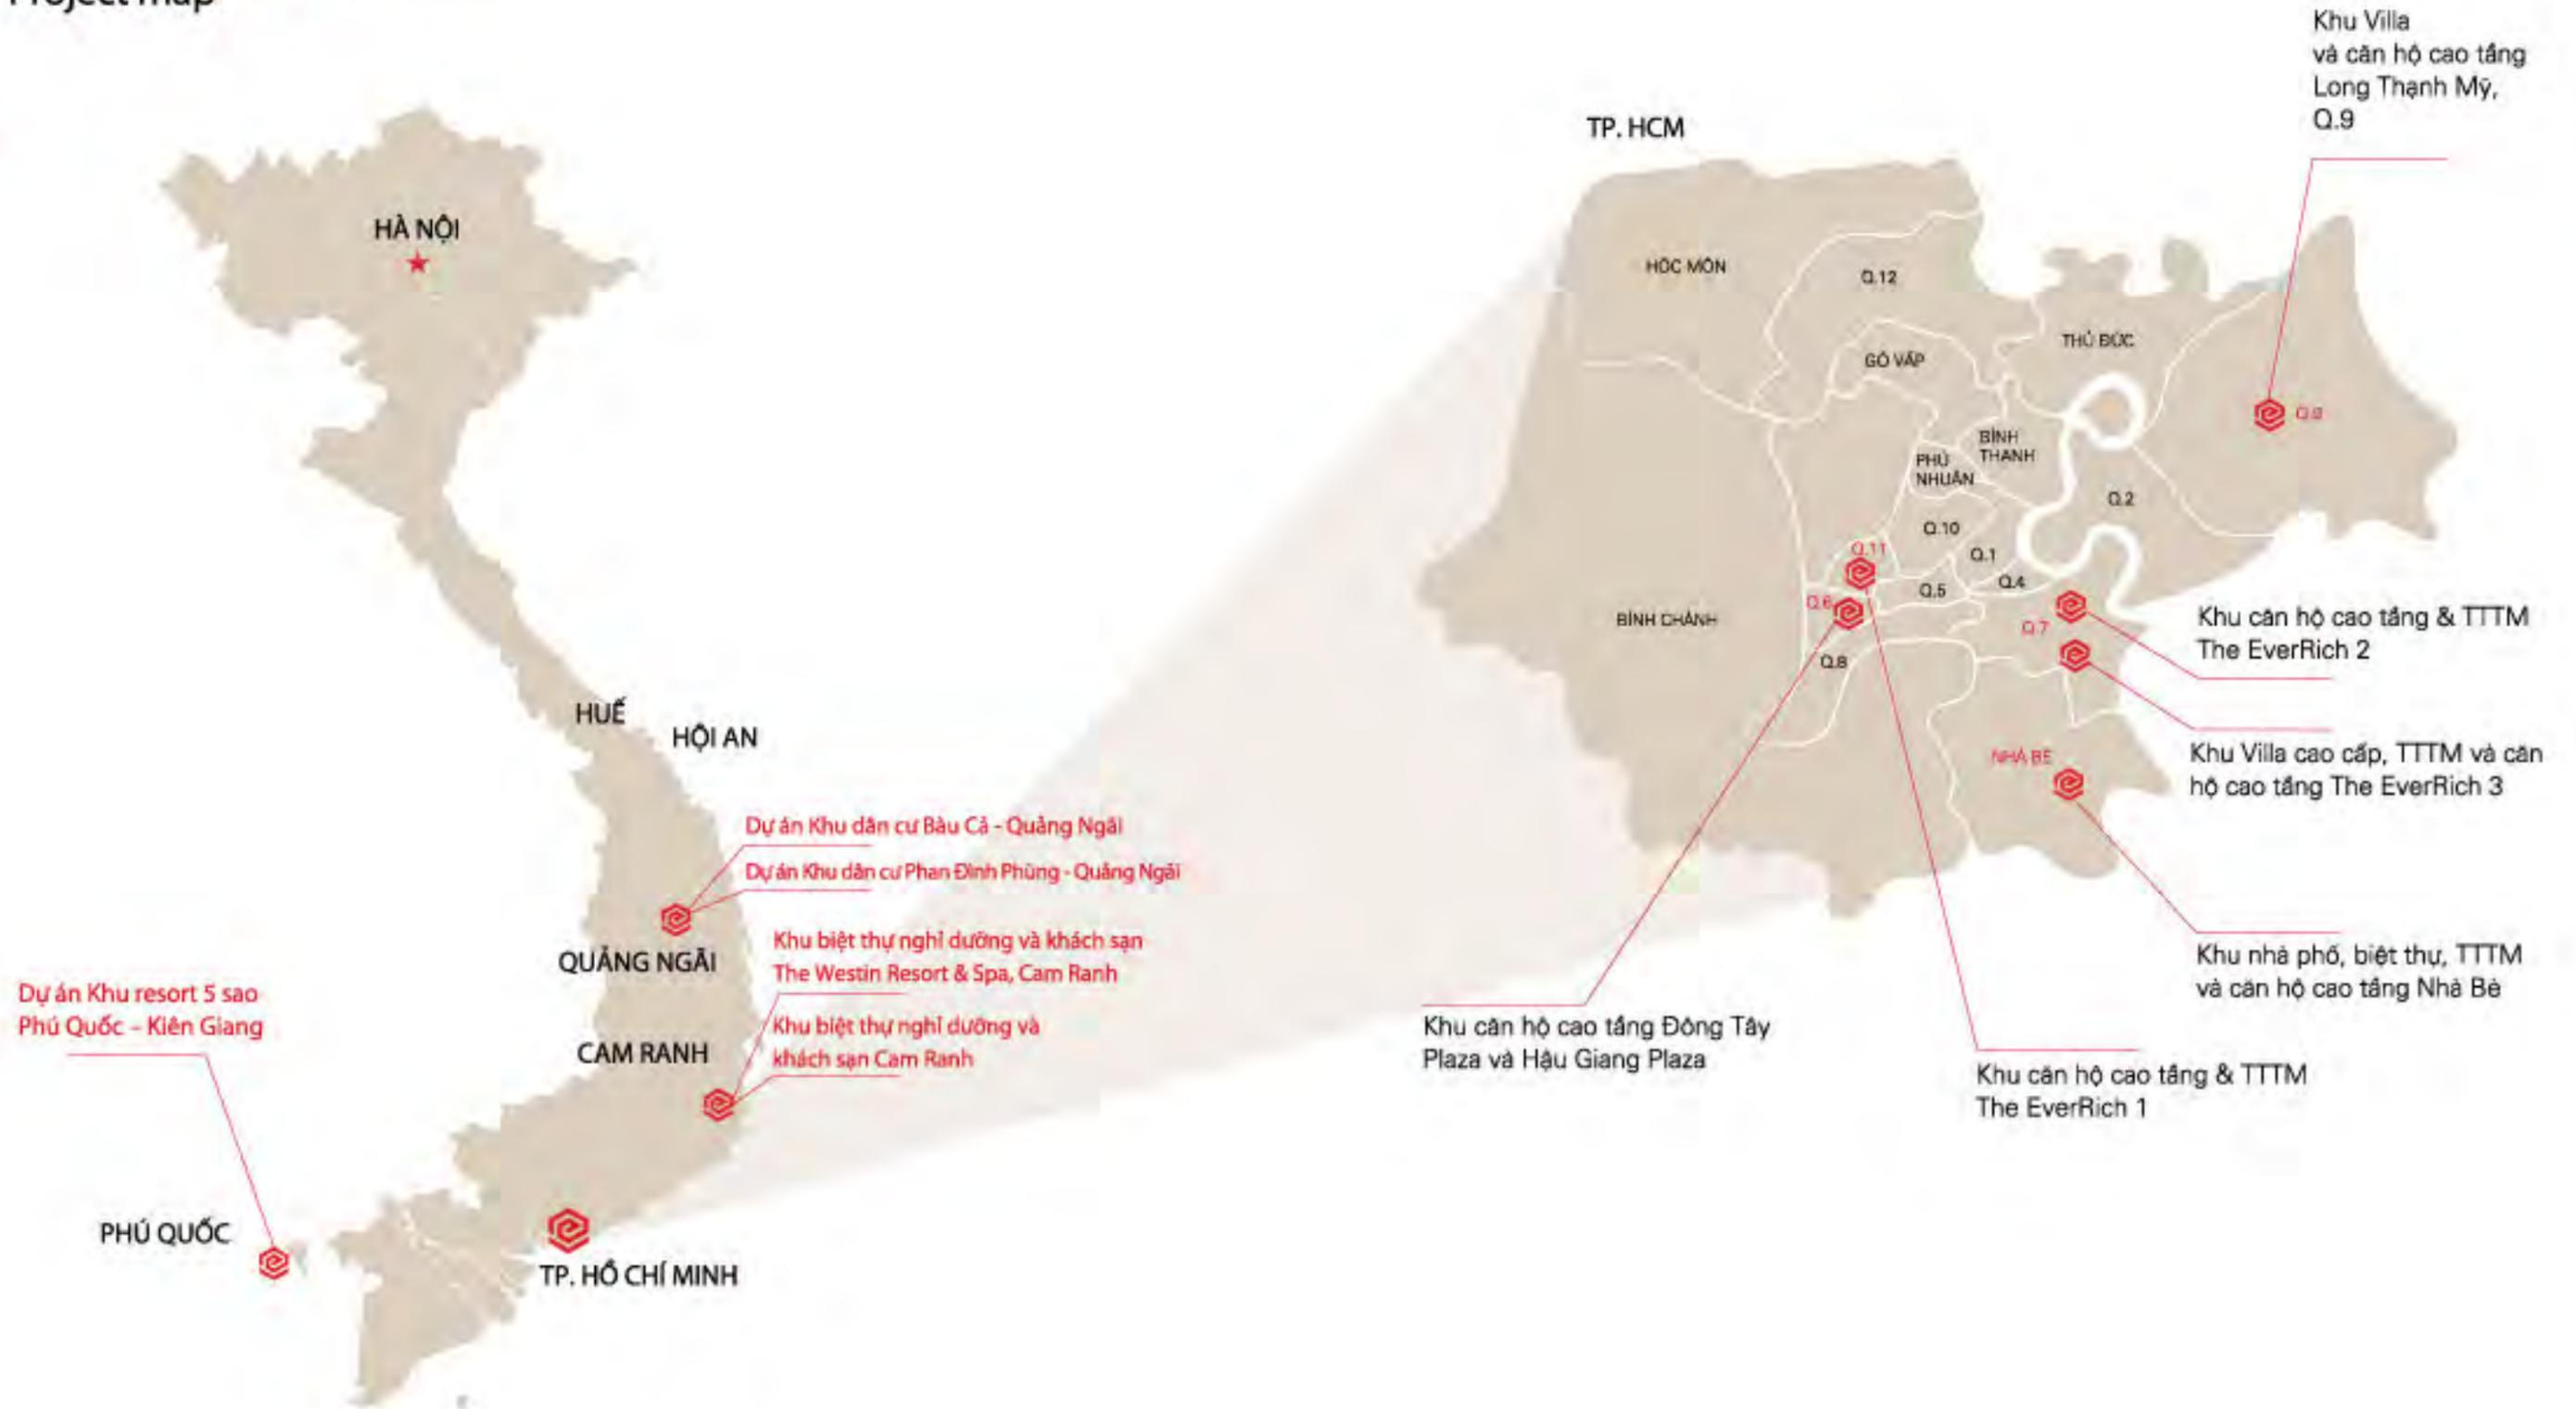 Project map
HÀ NỘI
HUẾ
HỘI AN
Dự án Khu dân cư Bàu Cả - Quảng Ngãi
Dự án Khu dân cư Phan Đình Phùng - Quảng Ngãi
QUẢNG NGÃI
Khu biệt thự nghỉ dưỡng và khách sạn
The Westin Resort & Spa, Cam Ranh
Khu biệt thự nghỉ dưỡng và
khách sạn Cam Ranh
CAM RANH
Dự án Khu resort 5 sao
Phú Quốc – Kiên Giang
PHÚ QUỐC
TP. HỒ CHÍ MINH
TP. HCM
Khu Villa
và căn hộ cao tầng
Long Thạnh Mỹ,
Q.9
HÓC MÔN
Q.12
GÒ VẤP
THỦ ĐỨC
Q.9
BÌNH
THẠNH
PHÚ
NHUẬN
Q.2
Q.10
Q.11
Q.1
Q.4
Q.5
Q.6
Q.7
Q.8
BÌNH CHÁNH
NHÀ BÈ
Khu căn hộ cao tầng & TTTM
The EverRich 2
Khu Villa cao cấp, TTTM và căn
hộ cao tầng The EverRich 3
Khu nhà phố, biệt thự, TTTM
và căn hộ cao tầng Nhà Bè
Khu căn hộ cao tầng Đông Tây
Plaza và Hậu Giang Plaza
Khu căn hộ cao tầng & TTTM
The EverRich 1